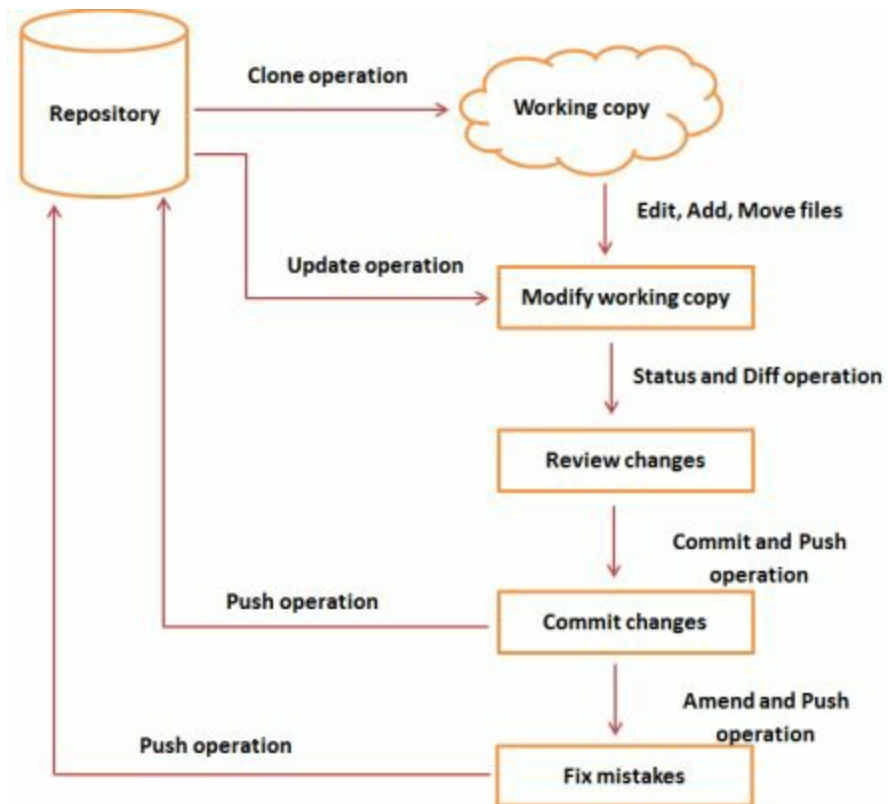 Clone operation
Repository
Working copy
Edit, Add, Move files
Update operation
Modify working copy
Status and Diff operation
Review changes
Commit and Push
operation
Push operation
Commit changes
Amend and Push
operation
Push operation
Fix mistakes